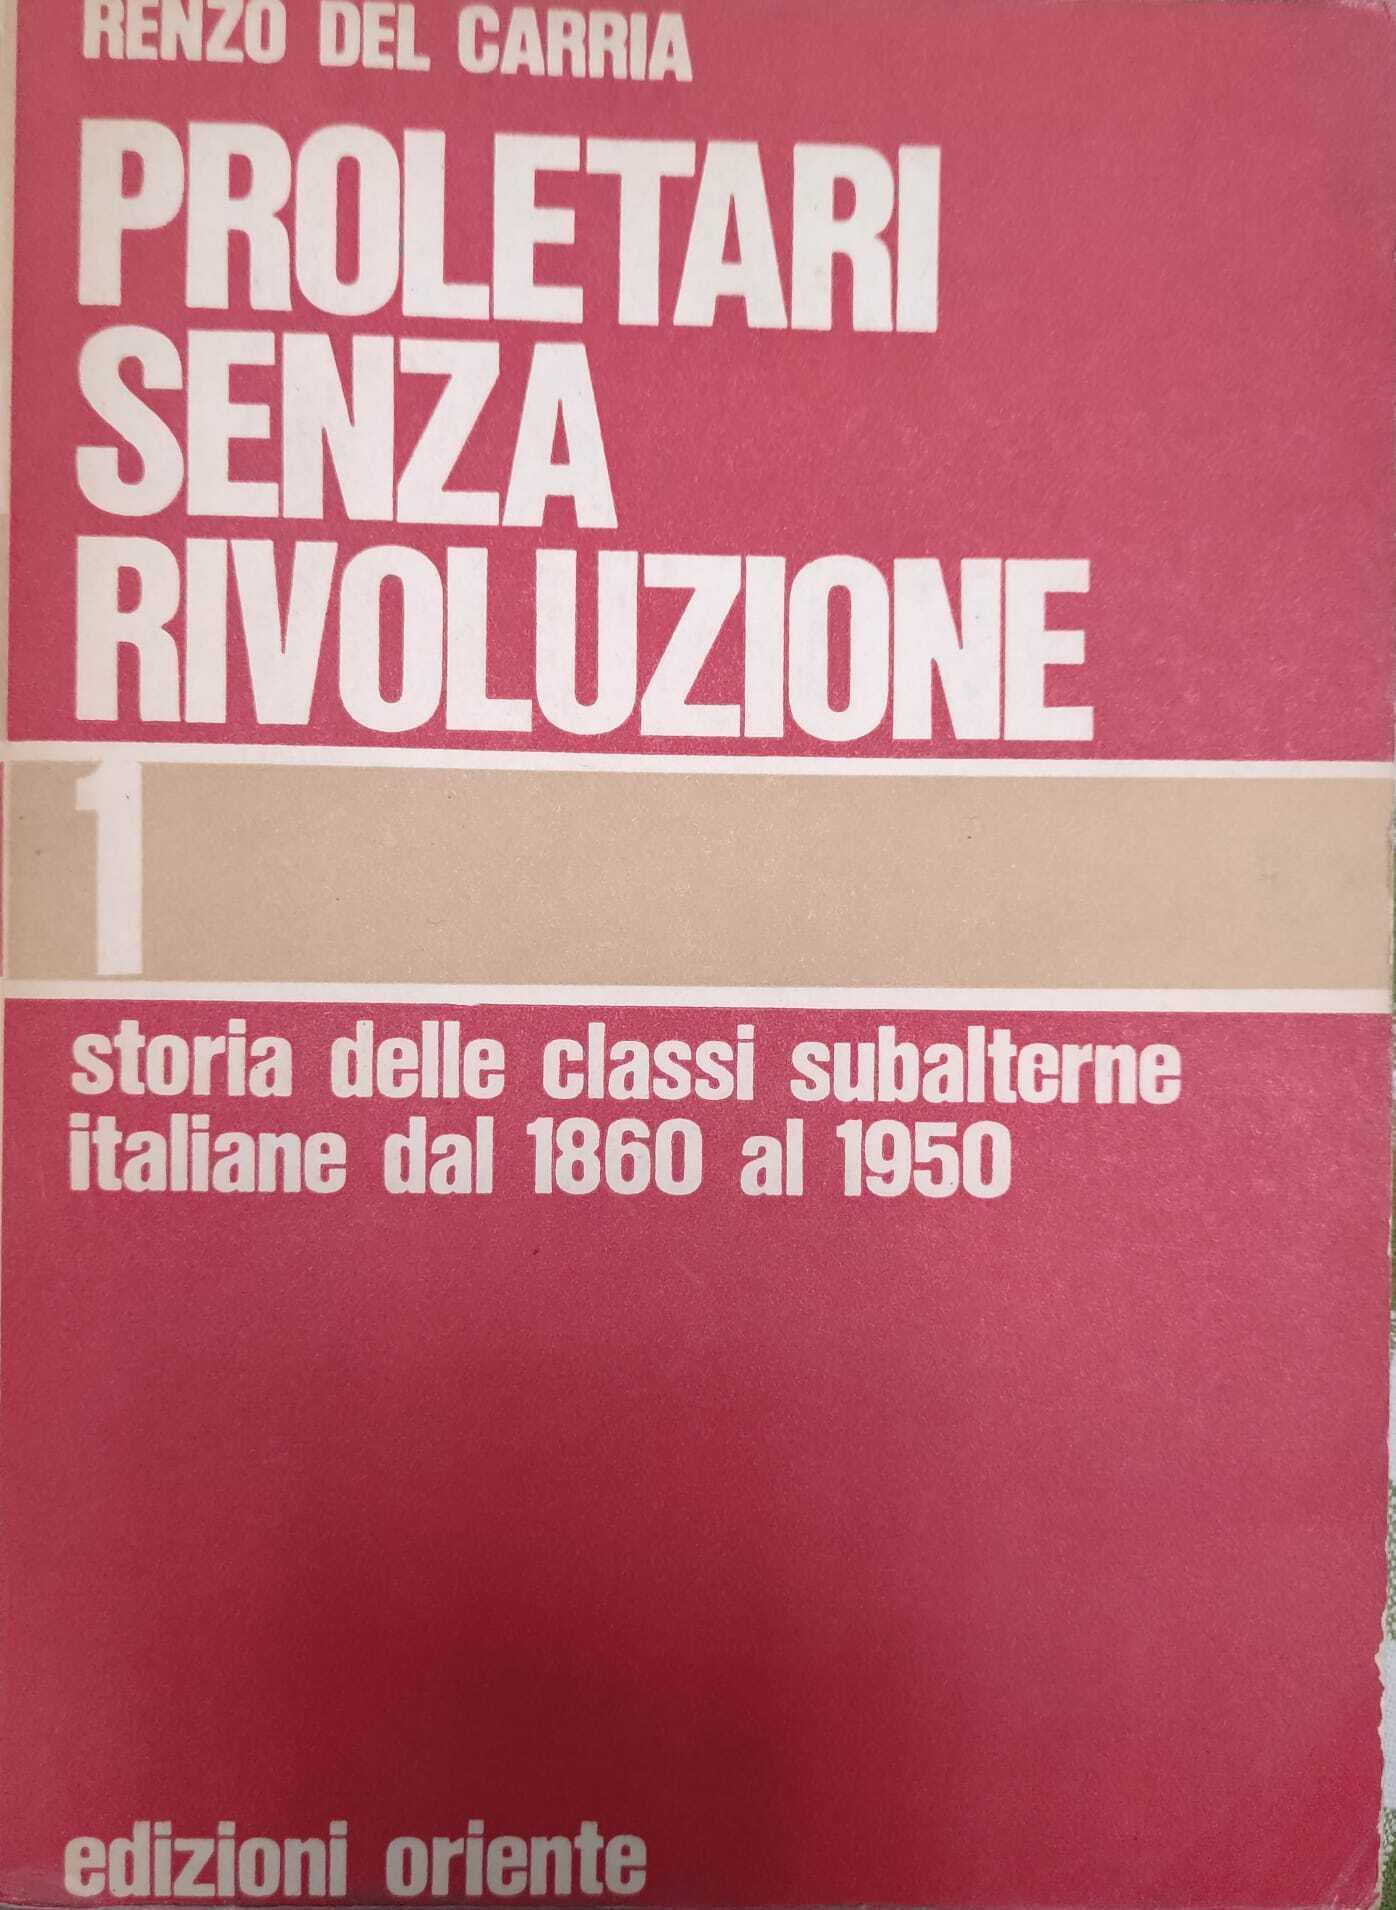 RENZO DEL CARRIA
PROLETARI
SENZA
RIVOLUZIONE
1
storia delle classi subalterne
italiane dal 1860 al 1950
edizioni oriente